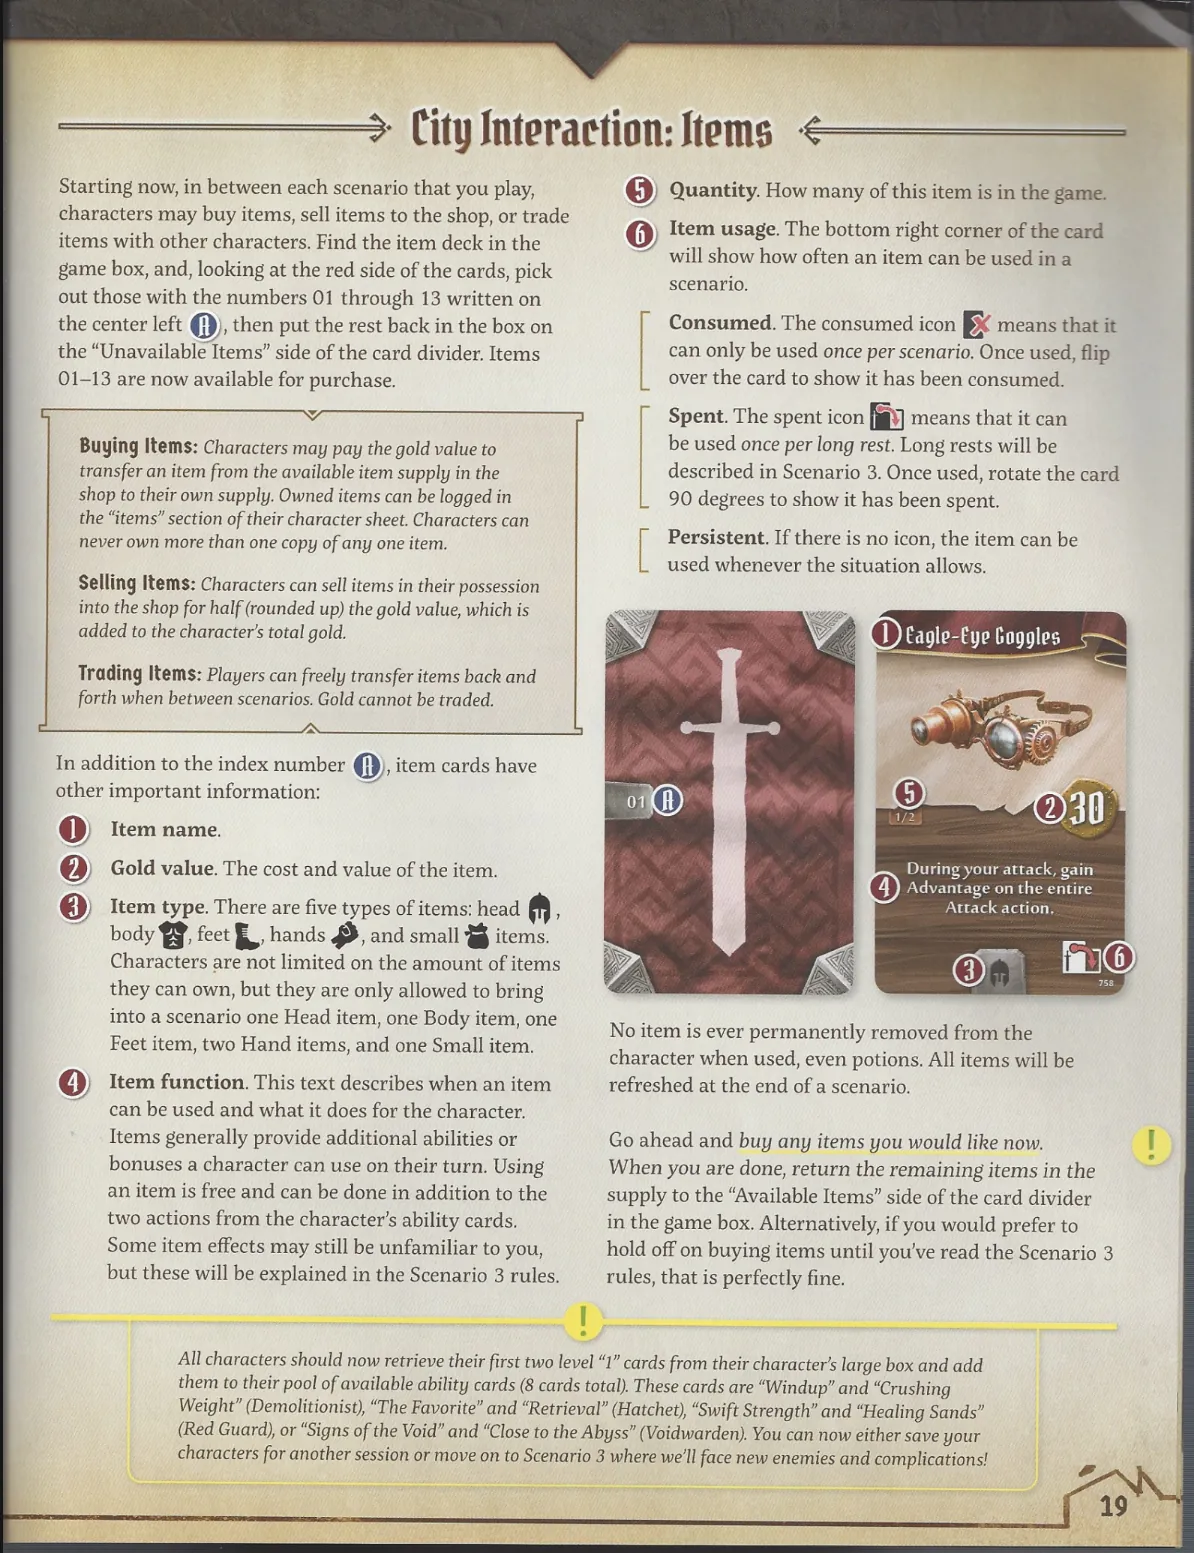 City Interaction: Items
Starting now, in between each scenario that you play,
characters may buy items, sell items to the shop, or trade
items with other characters. Find the item deck in the
game box, and, looking at the red side of the cards, pick
out those with the numbers 01 through 13 written on
the center left A, then put the rest back in the box on
the “Unavailable Items” side of the card divider. Items
01–13 are now available for purchase.
Buying Items: Characters may pay the gold value to
transfer an item from the available item supply in the
shop to their own supply. Owned items can be logged in
the “items” section of their character sheet. Characters can
never own more than one copy of any one item.
Selling Items: Characters can sell items in their possession
into the shop for half (rounded up) the gold value, which is
added to the character’s total gold.
Trading Items: Players can freely transfer items back and
forth when between scenarios. Gold cannot be traded.
In addition to the index number A, item cards have
other important information:
1 Item name.
2 Gold value. The cost and value of the item.
3 Item type. There are five types of items: head ,
body , feet , hands , and small items.
Characters are not limited on the amount of items
they can own, but they are only allowed to bring
into a scenario one Head item, one Body item, one
Feet item, two Hand items, and one Small item.
4 Item function. This text describes when an item
can be used and what it does for the character.
Items generally provide additional abilities or
bonuses a character can use on their turn. Using
an item is free and can be done in addition to the
two actions from the character’s ability cards.
Some item effects may still be unfamiliar to you,
but these will be explained in the Scenario 3 rules.
5 Quantity. How many of this item is in the game.
6 Item usage. The bottom right corner of the card
will show how often an item can be used in a
scenario.
Consumed. The consumed icon means that it
can only be used once per scenario. Once used, flip
over the card to show it has been consumed.
Spent. The spent icon means that it can
be used once per long rest. Long rests will be
described in Scenario 3. Once used, rotate the card
90 degrees to show it has been spent.
Persistent. If there is no icon, the item can be
used whenever the situation allows.
01 A
1 Eagle-Eye Goggles
5
1/2
2 30
During your attack, gain
4 Advantage on the entire
Attack action.
3
6
758
No item is ever permanently removed from the
character when used, even potions. All items will be
refreshed at the end of a scenario.
Go ahead and buy any items you would like now.
!
When you are done, return the remaining items in the
supply to the “Available Items” side of the card divider
in the game box. Alternatively, if you would prefer to
hold off on buying items until you’ve read the Scenario 3
rules, that is perfectly fine.
!
All characters should now retrieve their first two level “1” cards from their character’s large box and add
them to their pool of available ability cards (8 cards total). These cards are “Windup” and “Crushing
Weight” (Demolitionist), “The Favorite” and “Retrieval” (Hatchet), “Swift Strength” and “Healing Sands”
(Red Guard), or “Signs of the Void” and “Close to the Abyss” (Voidwarden). You can now either save your
characters for another session or move on to Scenario 3 where we’ll face new enemies and complications!
19